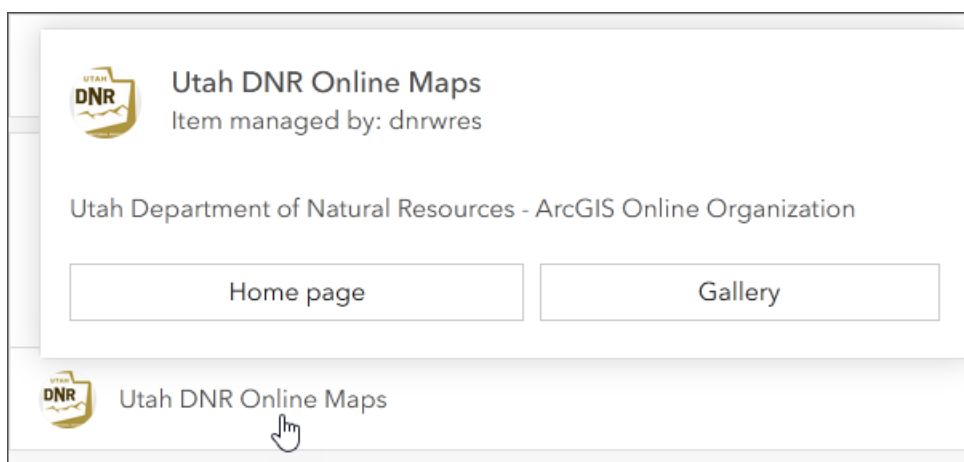 UTAH
DNR
Utah DNR Online Maps
Item managed by: dnrwres
Utah Department of Natural Resources - ArcGIS Online Organization
Home page
Gallery
UTAH
DNR
Utah DNR Online Maps